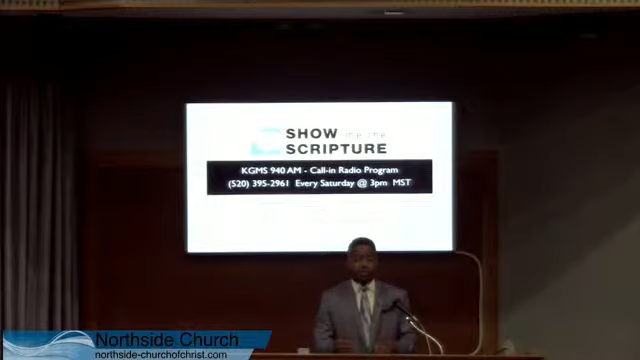 SHOW me the
SCRIPTURE
KGMS 940 AM - Call-in Radio Program
(520) 395-2961 Every Saturday @ 3pm MST
Northside Church
northside-churchofchrist.com